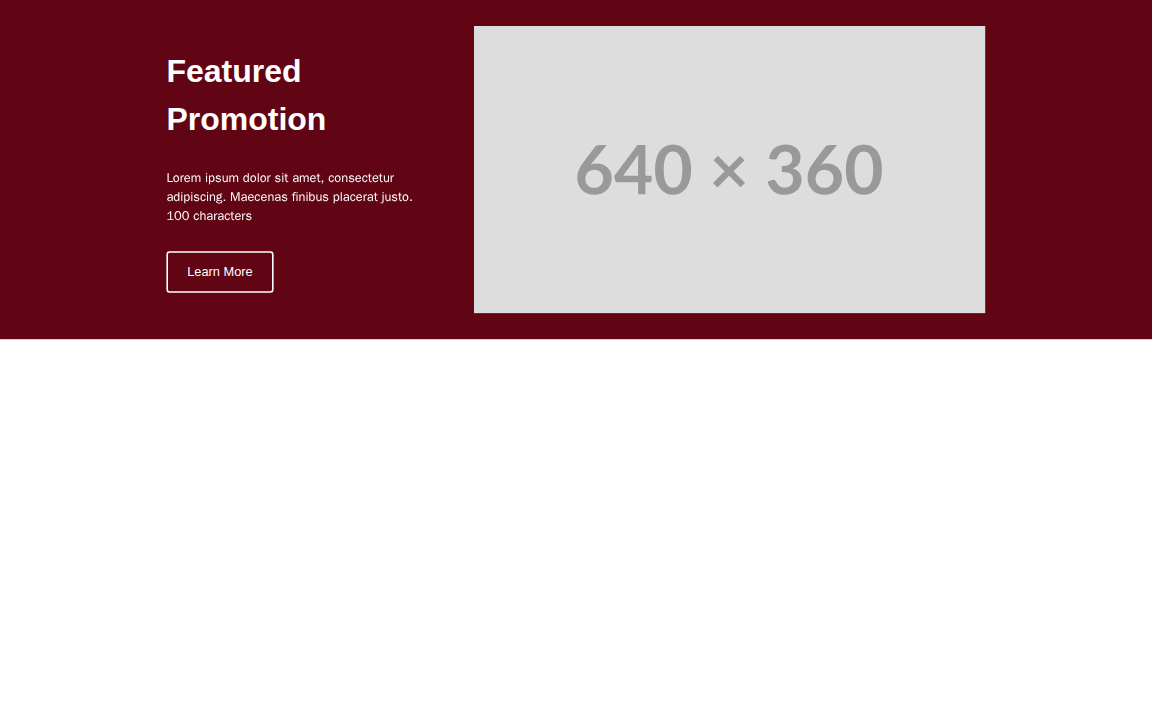 Featured
Promotion
Lorem ipsum dolor sit amet, consectetur
adipiscing. Maecenas finibus placerat justo.
100 characters
Learn More
640 × 360